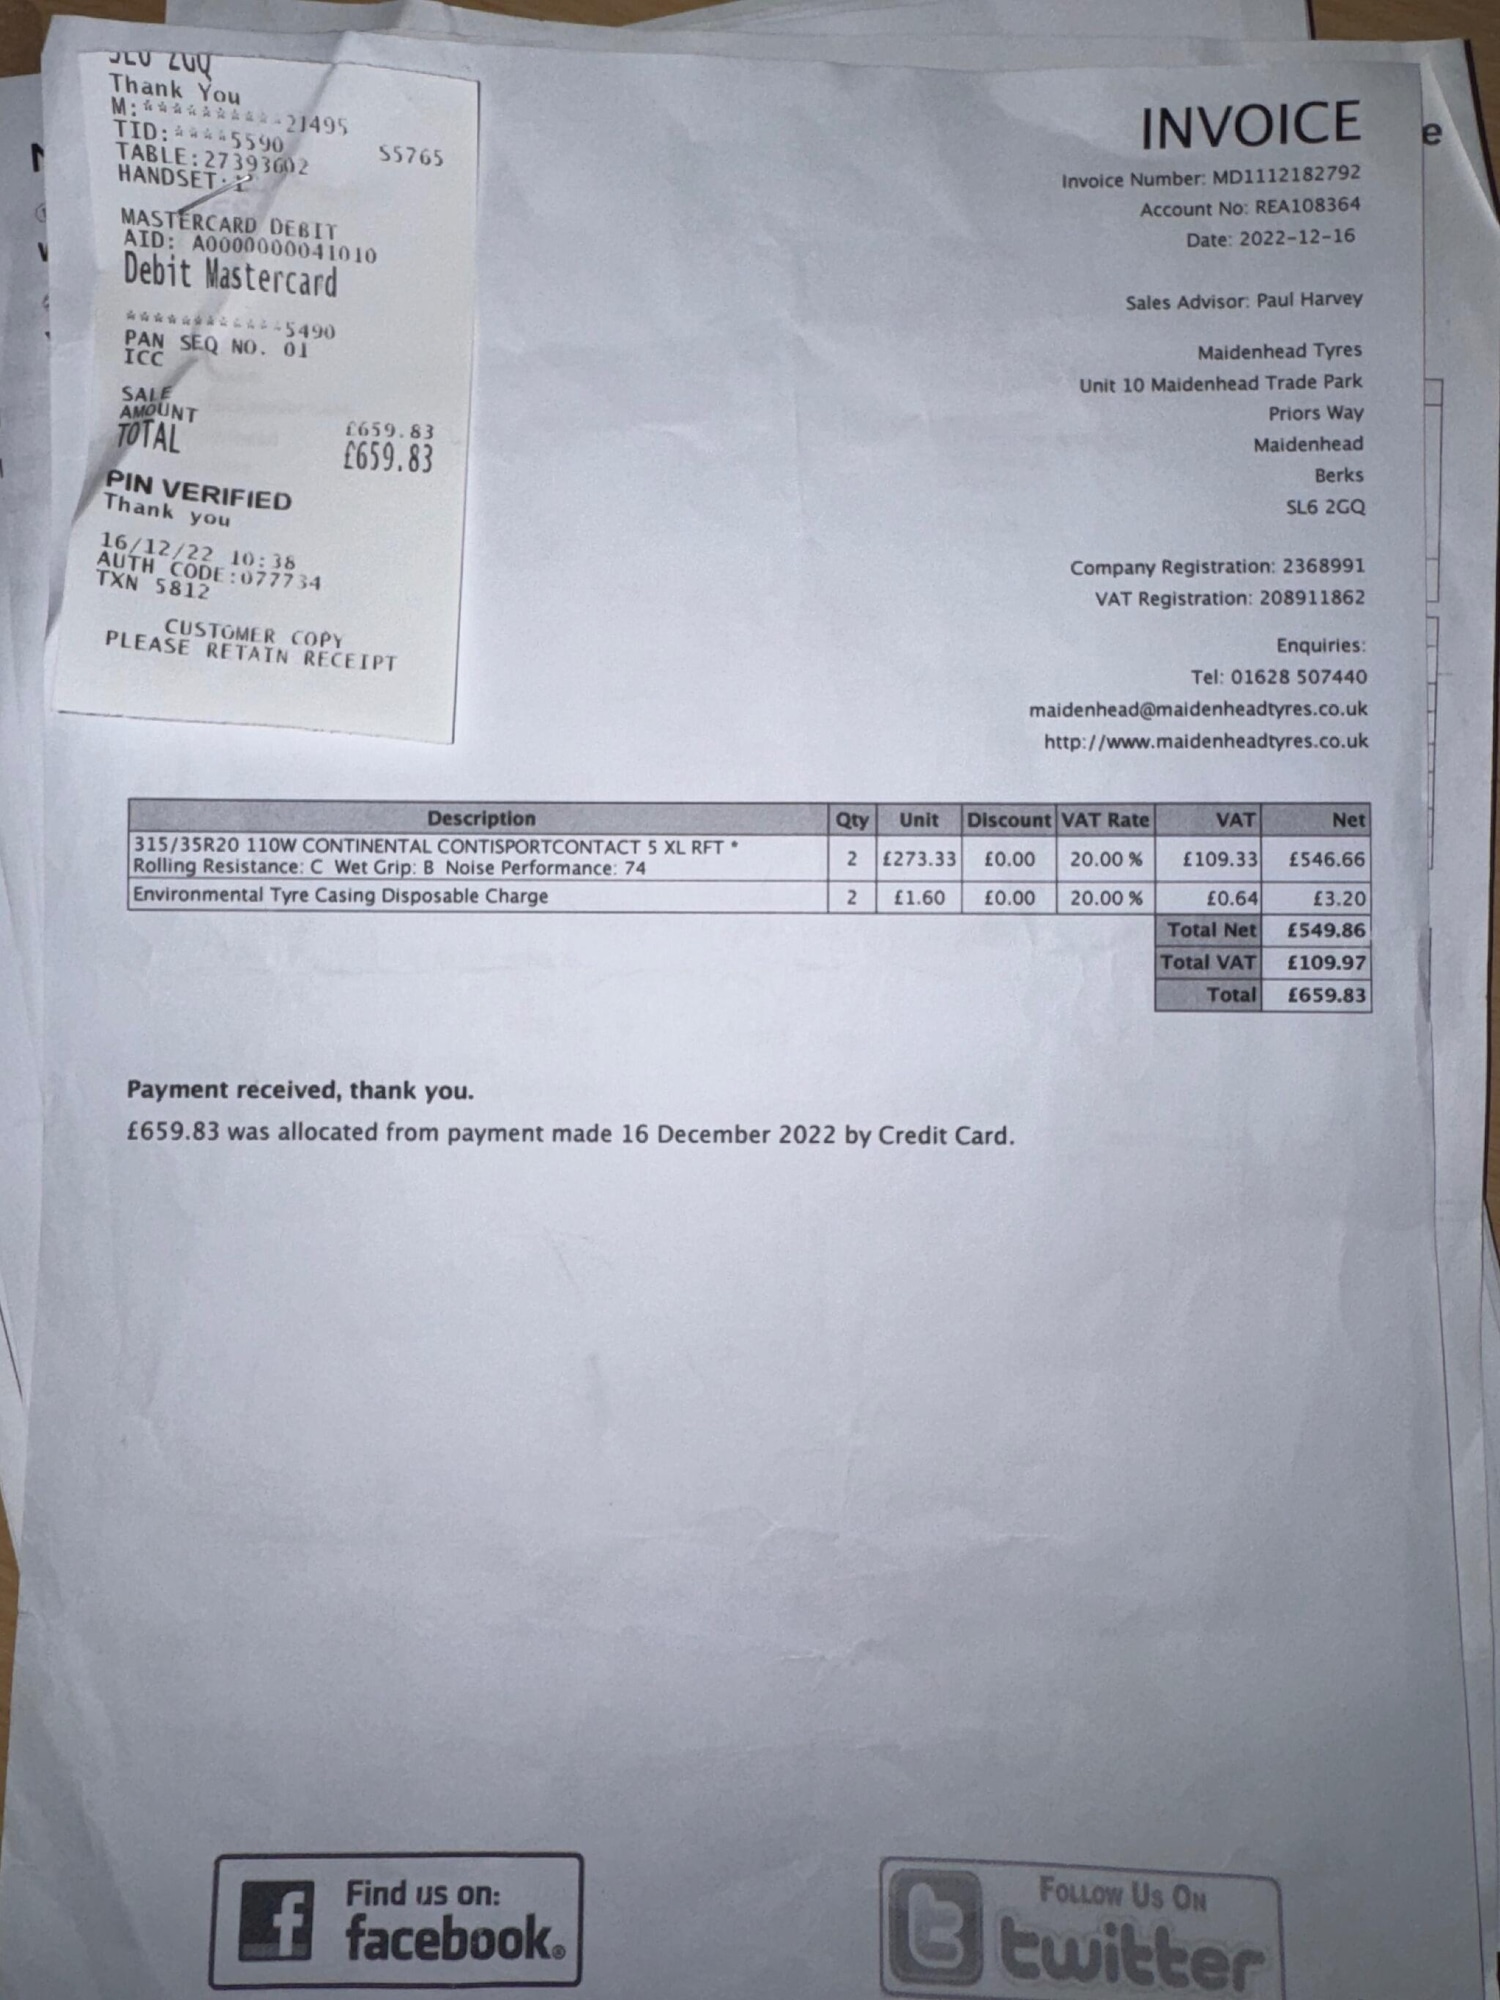 Thank You
M:***********21495
TID:****5590 S5765
TABLE:27393602
HANDSET:1
MASTERCARD DEBIT
AID: A0000000041010
Debit Mastercard
************5490
PAN SEQ NO. 01
ICC
SALE
AMOUNT £659.83
TOTAL £659.83
PIN VERIFIED
Thank you
16/12/22 10:38
AUTH CODE:077734
TXN 5812
CUSTOMER COPY
PLEASE RETAIN RECEIPT
INVOICE
Invoice Number: MD1112182792
Account No: REA108364
Date: 2022-12-16
Sales Advisor: Paul Harvey
Maidenhead Tyres
Unit 10 Maidenhead Trade Park
Priors Way
Maidenhead
Berks
SL6 2GQ
Company Registration: 2368991
VAT Registration: 208911862
Enquiries:
Tel: 01628 507440
maidenhead@maidenheadtyres.co.uk
http://www.maidenheadtyres.co.uk
Description Qty Unit Discount VAT Rate VAT Net
315/35R20 110W CONTINENTAL CONTISPORTCONTACT 5 XL RFT *
Rolling Resistance: C Wet Grip: B Noise Performance: 74 2 £273.33 £0.00 20.00 % £109.33 £546.66
Environmental Tyre Casing Disposable Charge 2 £1.60 £0.00 20.00 % £0.64 £3.20
Total Net £549.86
Total VAT £109.97
Total £659.83
Payment received, thank you.
£659.83 was allocated from payment made 16 December 2022 by Credit Card.
Find us on:
facebook®
Follow Us On
twitter